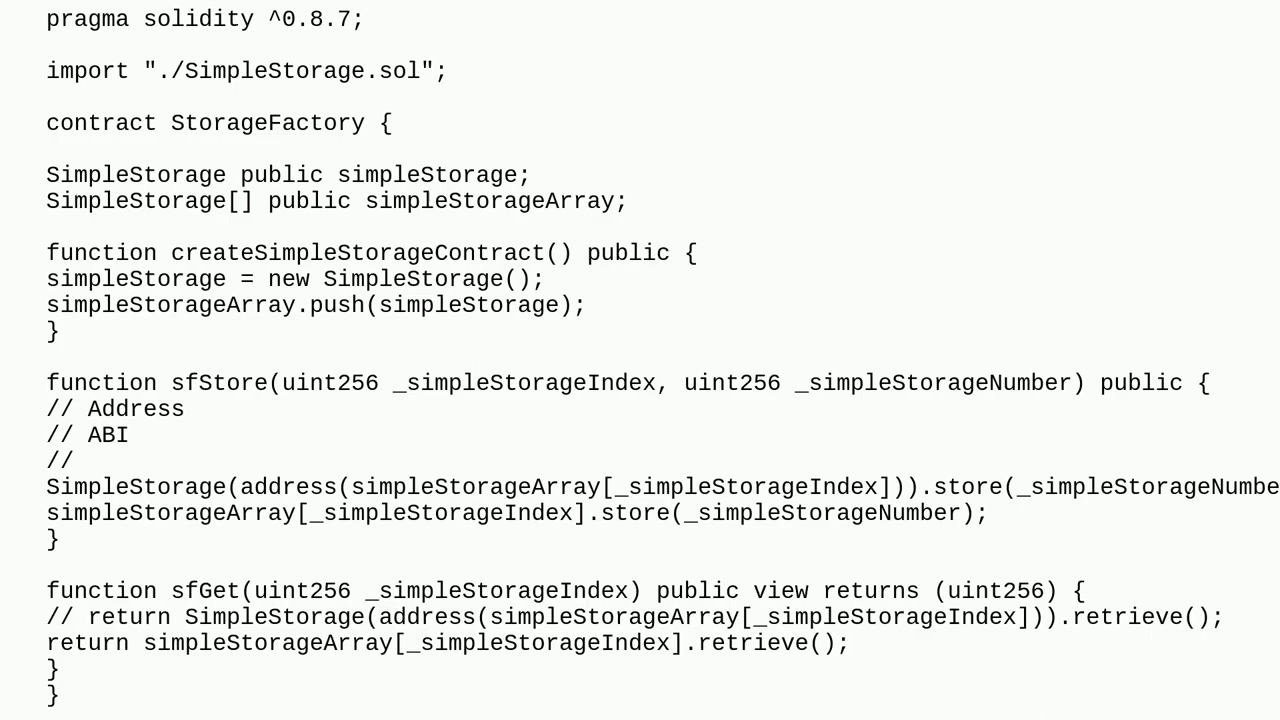 pragma solidity ^0.8.7;
import "./SimpleStorage.sol";
contract StorageFactory {
SimpleStorage public simpleStorage;
SimpleStorage[] public simpleStorageArray;
function createSimpleStorageContract() public {
simpleStorage = new SimpleStorage();
simpleStorageArray.push(simpleStorage);
}
function sfStore(uint256 _simpleStorageIndex, uint256 _simpleStorageNumber) public {
// Address
// ABI
//
SimpleStorage(address(simpleStorageArray[_simpleStorageIndex])).store(_simpleStorageNumbe
simpleStorageArray[_simpleStorageIndex].store(_simpleStorageNumber);
}
function sfGet(uint256 _simpleStorageIndex) public view returns (uint256) {
// return SimpleStorage(address(simpleStorageArray[_simpleStorageIndex])).retrieve();
return simpleStorageArray[_simpleStorageIndex].retrieve();
}
}